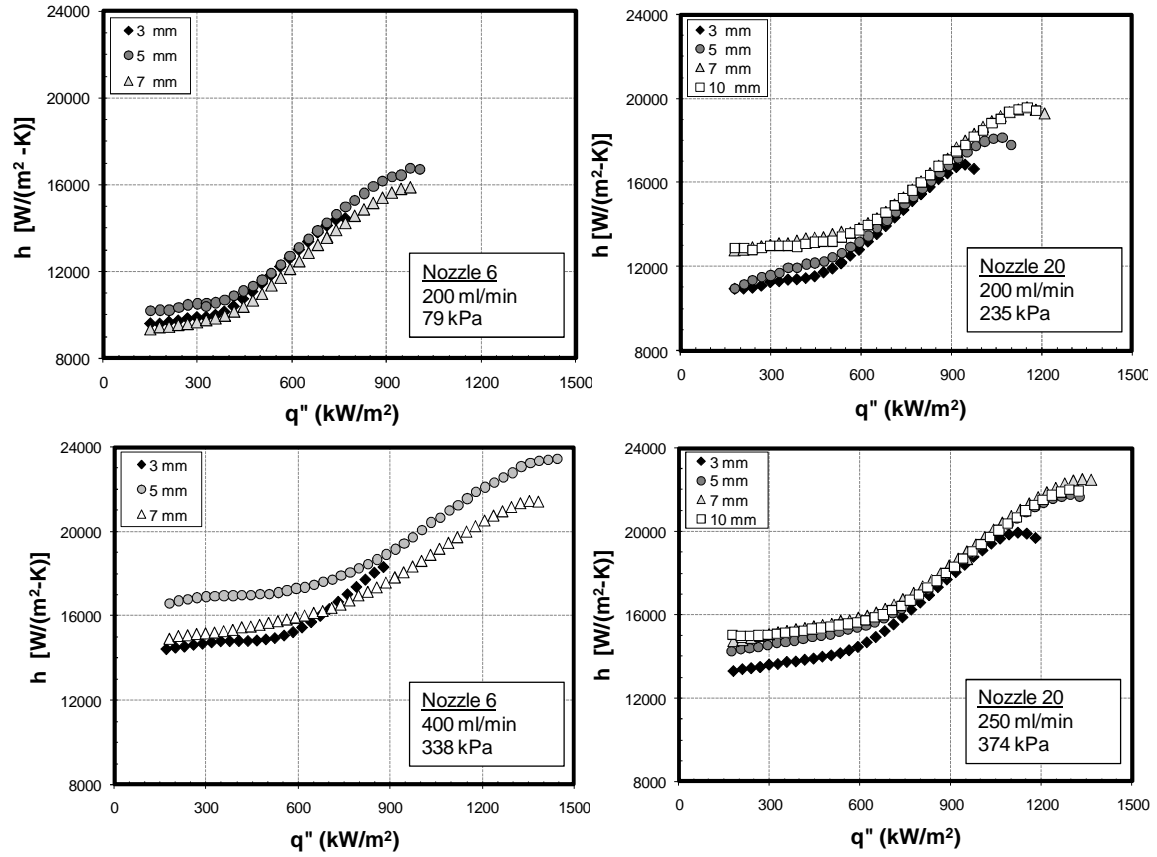 24000
20000
16000
12000
8000
h [W/(m² -K)]
3 mm
5 mm
7 mm
Nozzle 6
200 ml/min
79 kPa
0 300 600 900 1200 1500
q" (kW/m²)
24000
20000
16000
12000
8000
h [W/(m²-K)]
3 mm
5 mm
7 mm
10 mm
Nozzle 20
200 ml/min
235 kPa
0 300 600 900 1200 1500
q" (kW/m²)
24000
20000
16000
12000
8000
h [W/(m²-K)]
3 mm
5 mm
7 mm
Nozzle 6
400 ml/min
338 kPa
0 300 600 900 1200 1500
q" (kW/m²)
24000
20000
16000
12000
8000
h [W/(m²-K)]
3 mm
5 mm
7 mm
10 mm
Nozzle 20
250 ml/min
374 kPa
0 300 600 900 1200 1500
q" (kW/m²)